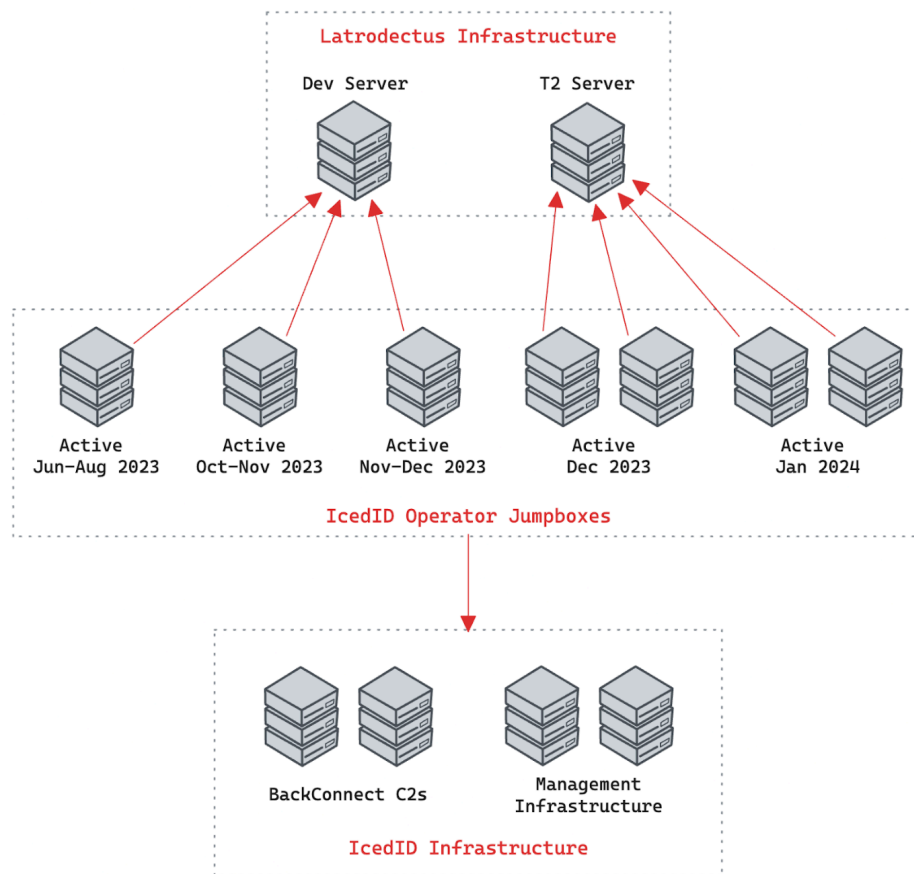 Latrodectus Infrastructure
Dev Server
T2 Server
Active
Jun-Aug 2023
Active
Oct-Nov 2023
Active
Nov-Dec 2023
Active
Dec 2023
Active
Jan 2024
IcedID Operator Jumpboxes
BackConnect C2s
Management
Infrastructure
IcedID Infrastructure